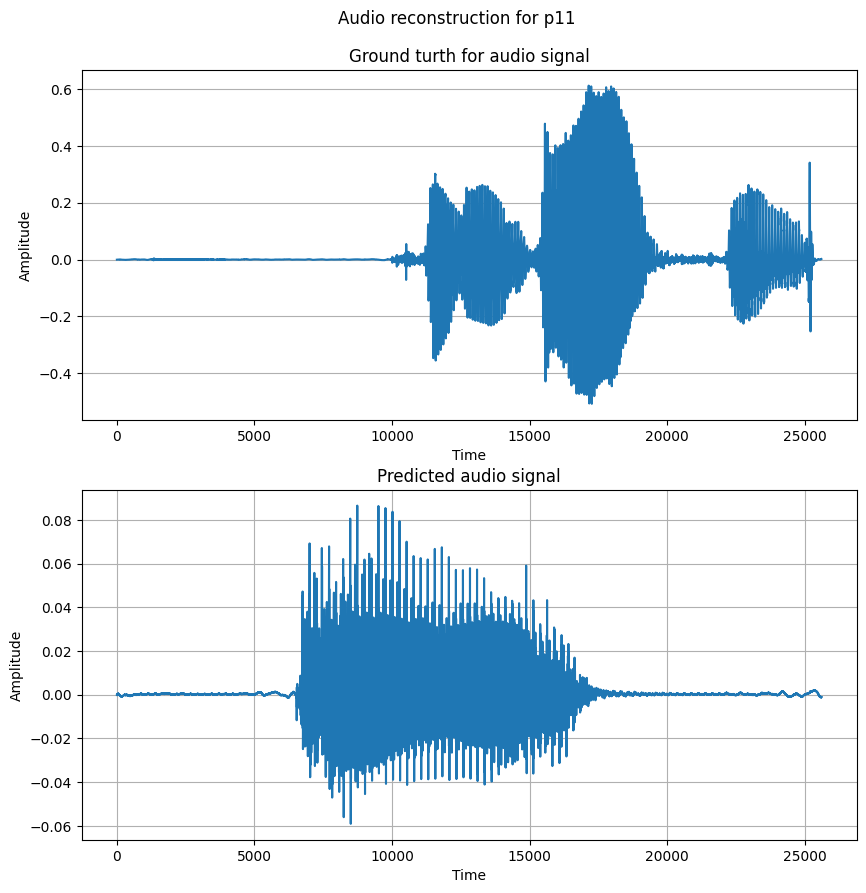 Audio reconstruction for p11
Ground turth for audio signal
0.6
0.4
0.2
0.0
−0.2
−0.4
Amplitude
0 5000 10000 15000 20000 25000
Time
Predicted audio signal
0.08
0.06
0.04
0.02
0.00
−0.02
−0.04
−0.06
Amplitude
0 5000 10000 15000 20000 25000
Time